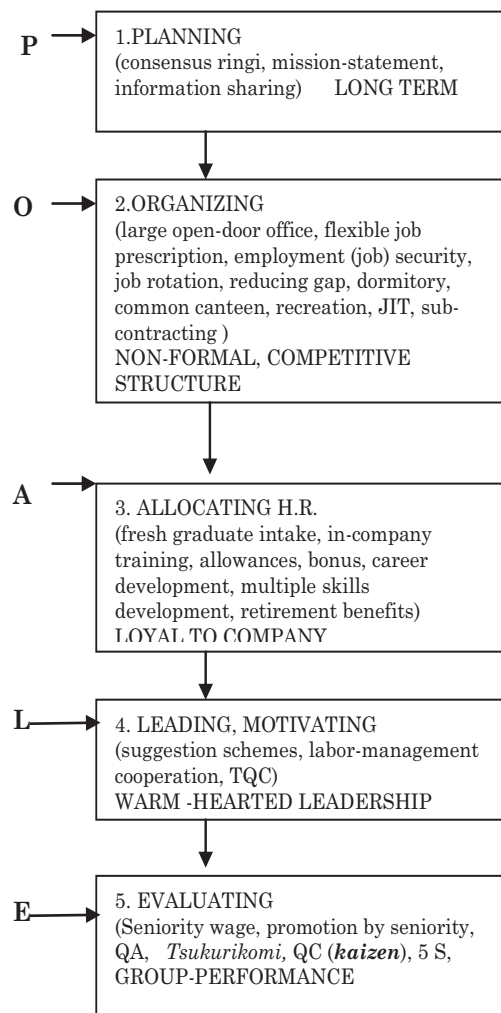 P
1.PLANNING
(consensus ringi, mission-statement,
information sharing) LONG TERM
O
2.ORGANIZING
(large open-door office, flexible job
prescription, employment (job) security,
job rotation, reducing gap, dormitory,
common canteen, recreation, JIT, sub-
contracting )
NON-FORMAL, COMPETITIVE
STRUCTURE
A
3. ALLOCATING H.R.
(fresh graduate intake, in-company
training, allowances, bonus, career
development, multiple skills
development, retirement benefits)
LOYAL TO COMPANY
L
4. LEADING, MOTIVATING
(suggestion schemes, labor-management
cooperation, TQC)
WARM -HEARTED LEADERSHIP
E
5. EVALUATING
(Seniority wage, promotion by seniority,
QA, Tsukurikomi, QC (kaizen), 5 S,
GROUP-PERFORMANCE